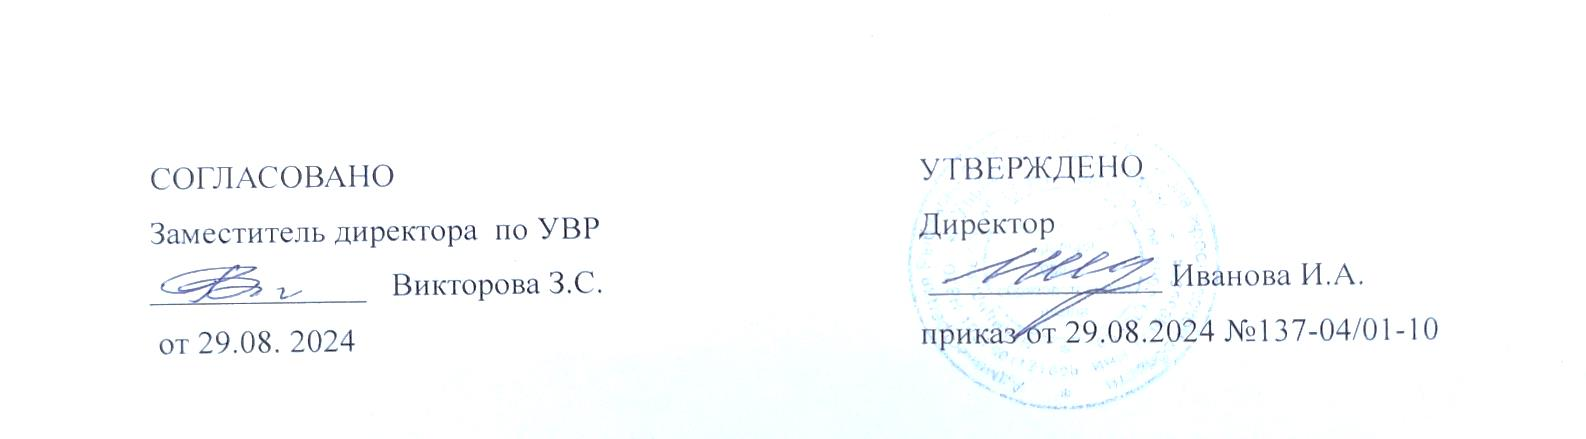 СОГЛАСОВАНО
Заместитель директора по УВР
Викторова З.С.
от 29.08. 2024
УТВЕРЖДЕНО
Директор
Иванова И.А.
приказ от 29.08.2024 №137-04/01-10